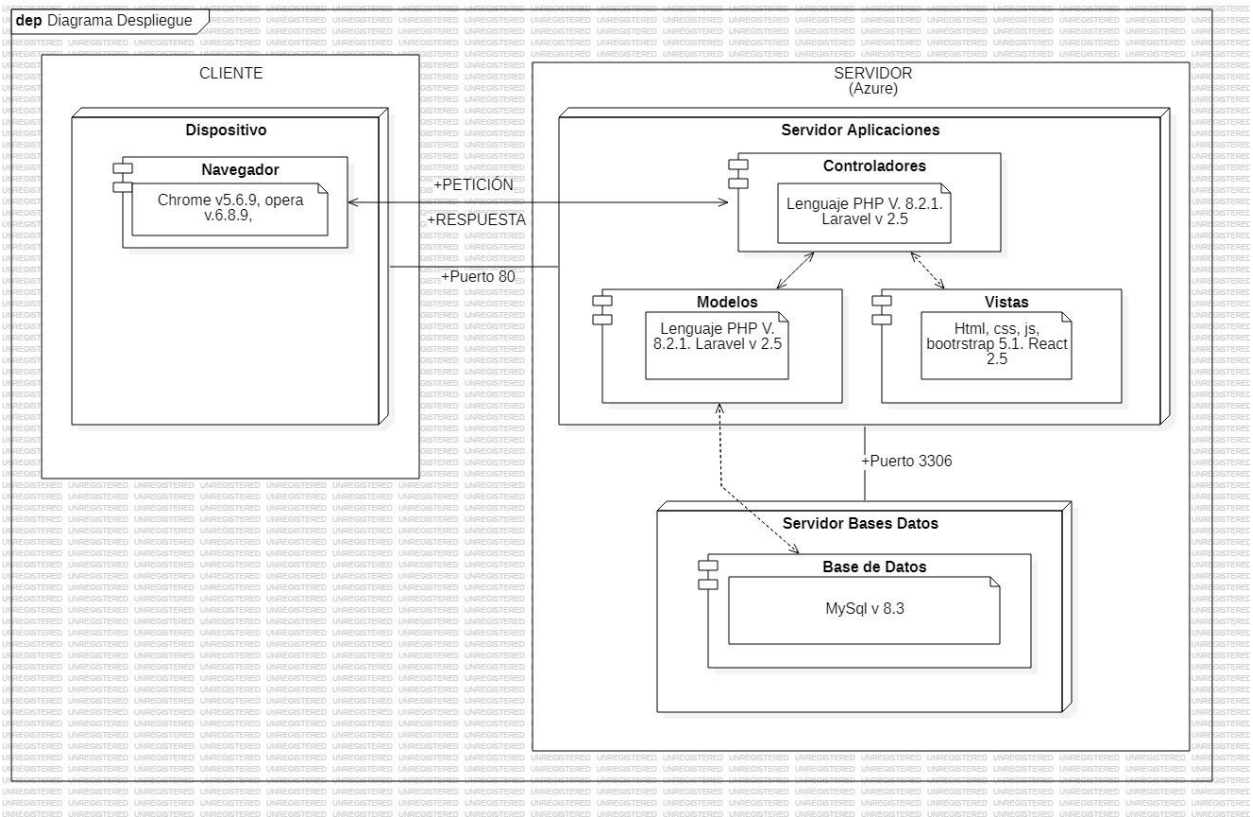 dep Diagrama Despliegue
CLIENTE
Dispositivo
Navegador
Chrome v5.6.9, opera
v.6.8.9,
+PETICIÓN
+RESPUESTA
+Puerto 80
SERVIDOR
(Azure)
Servidor Aplicaciones
Controladores
Lenguaje PHP V. 8.2.1.
Laravel v 2.5
Modelos
Lenguaje PHP V.
8.2.1. Laravel v 2.5
Vistas
Html, css, js,
bootrstrap 5.1. React
2.5
+Puerto 3306
Servidor Bases Datos
Base de Datos
MySql v 8.3
UNREGISTERED